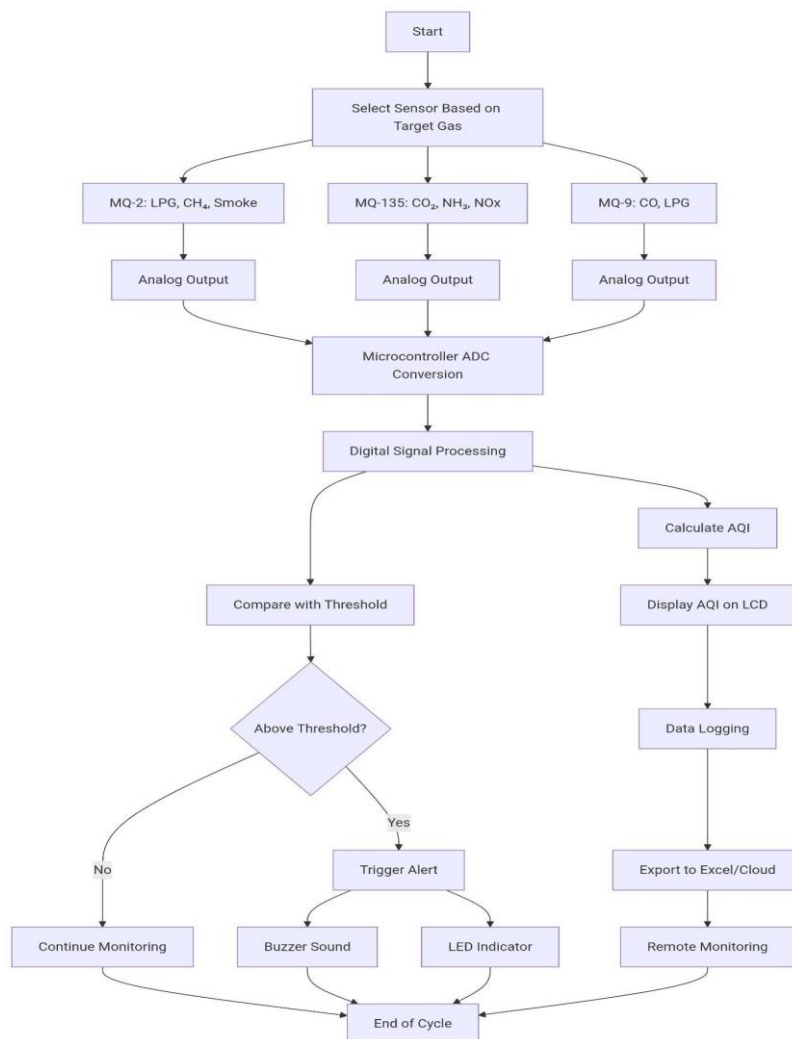 Start
Select Sensor Based on
Target Gas
MQ-2: LPG, CH₄, Smoke
MQ-135: CO₂, NH₃, NOx
MQ-9: CO, LPG
Analog Output
Analog Output
Analog Output
Microcontroller ADC
Conversion
Digital Signal Processing
Calculate AQI
Compare with Threshold
Display AQI on LCD
Above Threshold?
Data Logging
Yes
No
Trigger Alert
Export to Excel/Cloud
Continue Monitoring
Buzzer Sound
LED Indicator
Remote Monitoring
End of Cycle